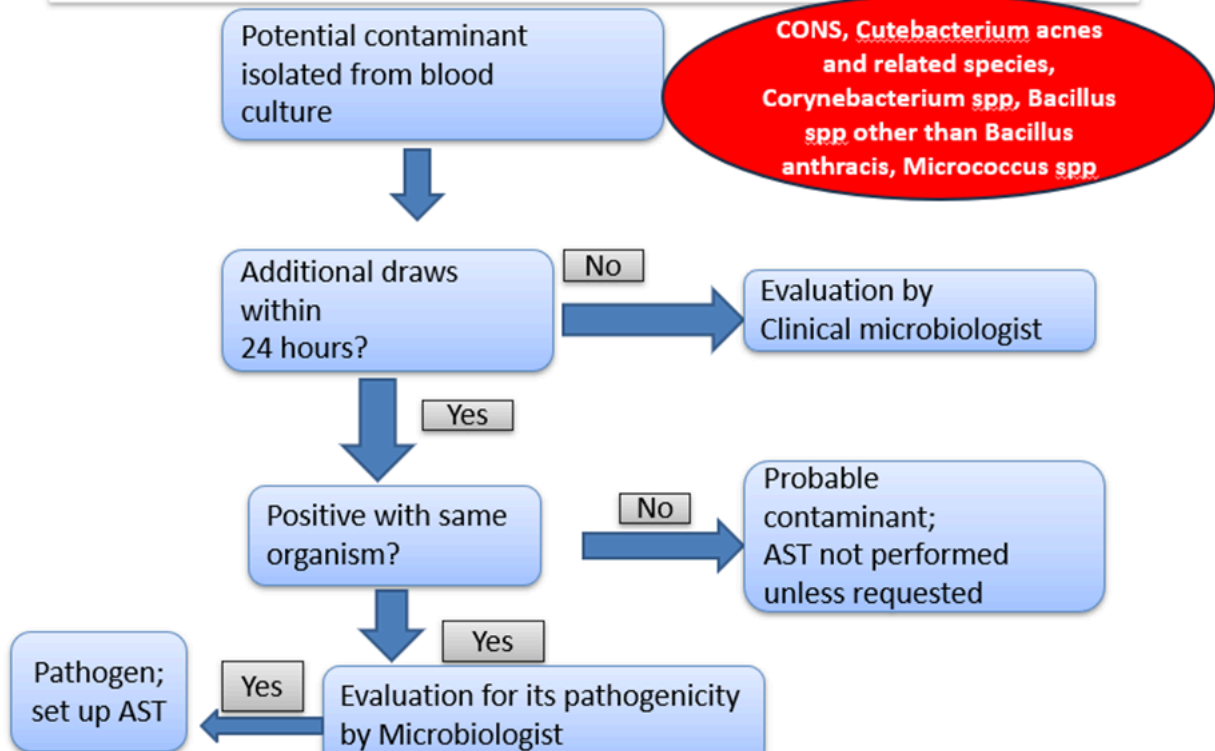 Potential contaminant
isolated from blood
culture
CONS, Cutebacterium acnes
and related species,
Corynebacterium spp, Bacillus
spp other than Bacillus
anthracis, Micrococcus spp
Additional draws
within
24 hours?
No
Evaluation by
Clinical microbiologist
Yes
Positive with same
organism?
No
Probable
contaminant;
AST not performed
unless requested
Yes
Pathogen;
set up AST
Yes
Evaluation for its pathogenicity
by Microbiologist